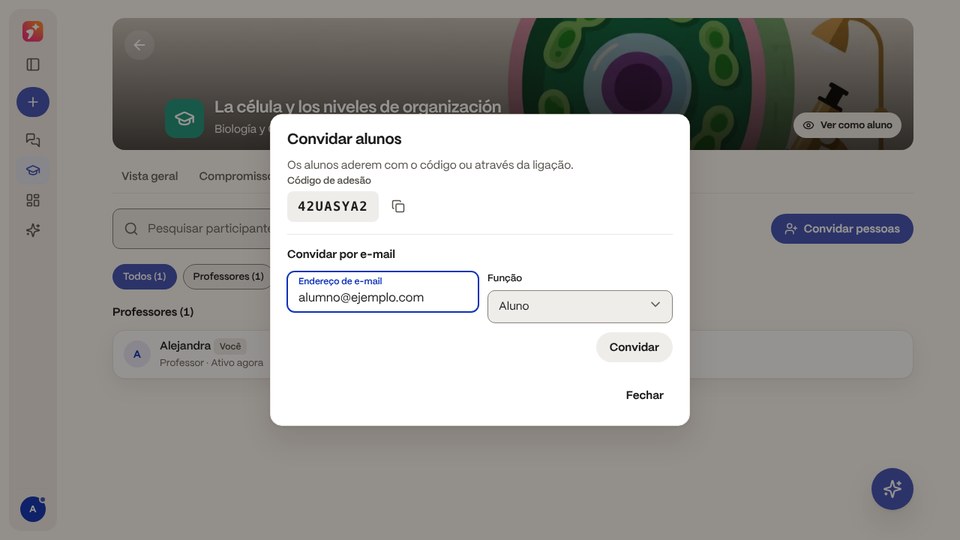 La célula y los niveles de organización
Biología y
Ver como aluno
Vista geral
Compromisso
Pesquisar participante
Convidar pessoas
Todos (1)
Professores (1)
Professores (1)
A
Alejandra
Você
Professor · Ativo agora
Convidar alunos
Os alunos aderem com o código ou através da ligação.
Código de adesão
42UASYA2
Convidar por e-mail
Endereço de e-mail
alumno@ejemplo.com
Função
Aluno
Convidar
Fechar
A